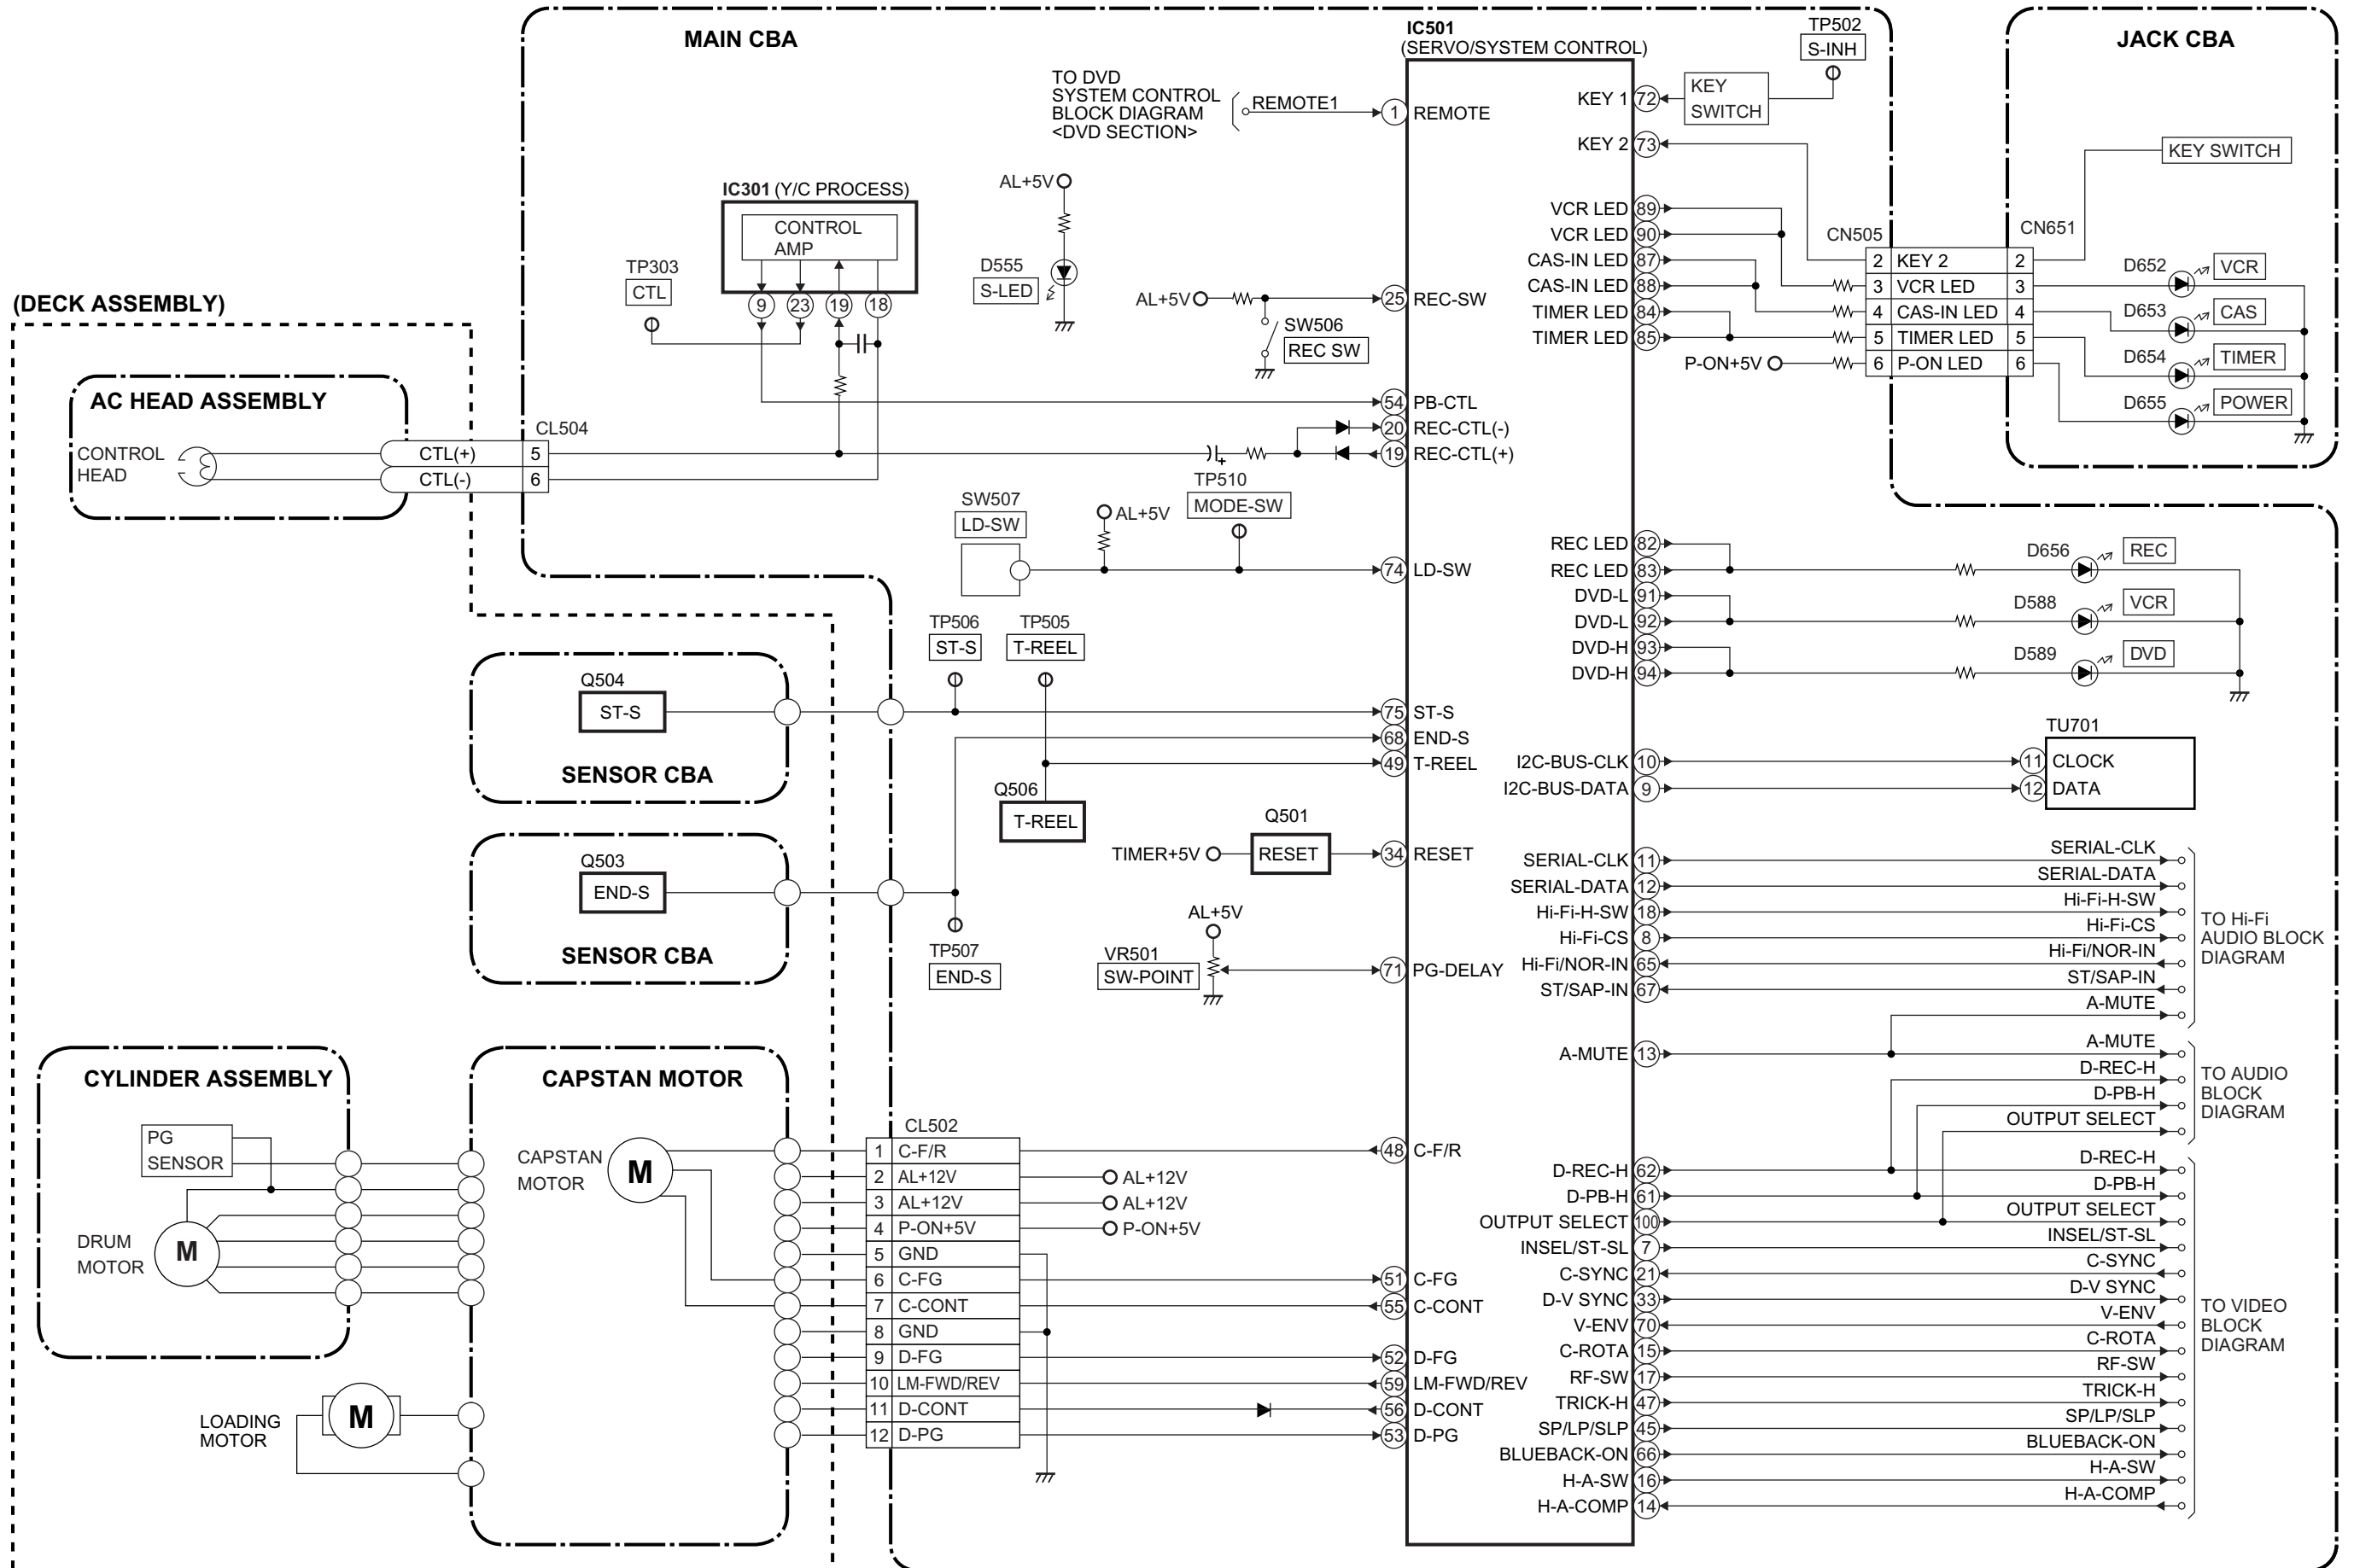 MAIN CBA
IC501
(SERVO/SYSTEM CONTROL)
TP502
S-INH
JACK CBA
TO DVD
SYSTEM CONTROL
BLOCK DIAGRAM
<DVD SECTION>
REMOTE1
1 REMOTE
KEY 1 72
KEY
SWITCH
KEY 2 73
KEY SWITCH
IC301 (Y/C PROCESS)
CONTROL
AMP
9 23 19 18
TP303
CTL
AL+5V
D555
S-LED
AL+5V
25 REC-SW
SW506
REC SW
VCR LED 89
VCR LED 90
CAS-IN LED 87
CAS-IN LED 88
TIMER LED 84
TIMER LED 85
P-ON+5V
CN505
CN651
2 KEY 2 2
3 VCR LED 3
4 CAS-IN LED 4
5 TIMER LED 5
6 P-ON LED 6
D652 VCR
D653 CAS
D654 TIMER
D655 POWER
(DECK ASSEMBLY)
AC HEAD ASSEMBLY
CONTROL
HEAD
CTL(+)
CTL(-)
CL504
5
6
54 PB-CTL
20 REC-CTL(-)
19 REC-CTL(+)
+
SW507
LD-SW
AL+5V
TP510
MODE-SW
74 LD-SW
REC LED 82
REC LED 83
DVD-L 91
DVD-L 92
DVD-H 93
DVD-H 94
D656 REC
D588 VCR
D589 DVD
TP506
ST-S
TP505
T-REEL
Q504
ST-S
SENSOR CBA
75 ST-S
68 END-S
49 T-REEL
Q506
T-REEL
I2C-BUS-CLK 10
I2C-BUS-DATA 9
TU701
11 CLOCK
12 DATA
Q503
END-S
SENSOR CBA
TP507
END-S
Q501
TIMER+5V
RESET
34 RESET
AL+5V
VR501
SW-POINT
71 PG-DELAY
SERIAL-CLK 11
SERIAL-DATA 12
Hi-Fi-H-SW 18
Hi-Fi-CS 8
Hi-Fi/NOR-IN 65
ST/SAP-IN 67
SERIAL-CLK
SERIAL-DATA
Hi-Fi-H-SW
Hi-Fi-CS
Hi-Fi/NOR-IN
ST/SAP-IN
A-MUTE
TO Hi-Fi
AUDIO BLOCK
DIAGRAM
A-MUTE 13
A-MUTE
D-REC-H
D-PB-H
OUTPUT SELECT
TO AUDIO
BLOCK
DIAGRAM
CYLINDER ASSEMBLY
PG
SENSOR
DRUM
MOTOR
M
LOADING
MOTOR
M
CAPSTAN MOTOR
CAPSTAN
MOTOR
M
CL502
1 C-F/R
2 AL+12V
3 AL+12V
4 P-ON+5V
5 GND
6 C-FG
7 C-CONT
8 GND
9 D-FG
10 LM-FWD/REV
11 D-CONT
12 D-PG
AL+12V
AL+12V
P-ON+5V
48 C-F/R
51 C-FG
55 C-CONT
52 D-FG
59 LM-FWD/REV
56 D-CONT
53 D-PG
D-REC-H 62
D-PB-H 61
OUTPUT SELECT 100
INSEL/ST-SL 7
C-SYNC 21
D-V SYNC 33
V-ENV 70
C-ROTA 15
RF-SW 17
TRICK-H 47
SP/LP/SLP 45
BLUEBACK-ON 66
H-A-SW 16
H-A-COMP 14
D-REC-H
D-PB-H
OUTPUT SELECT
INSEL/ST-SL
C-SYNC
D-V SYNC
V-ENV
C-ROTA
RF-SW
TRICK-H
SP/LP/SLP
BLUEBACK-ON
H-A-SW
H-A-COMP
TO VIDEO
BLOCK
DIAGRAM